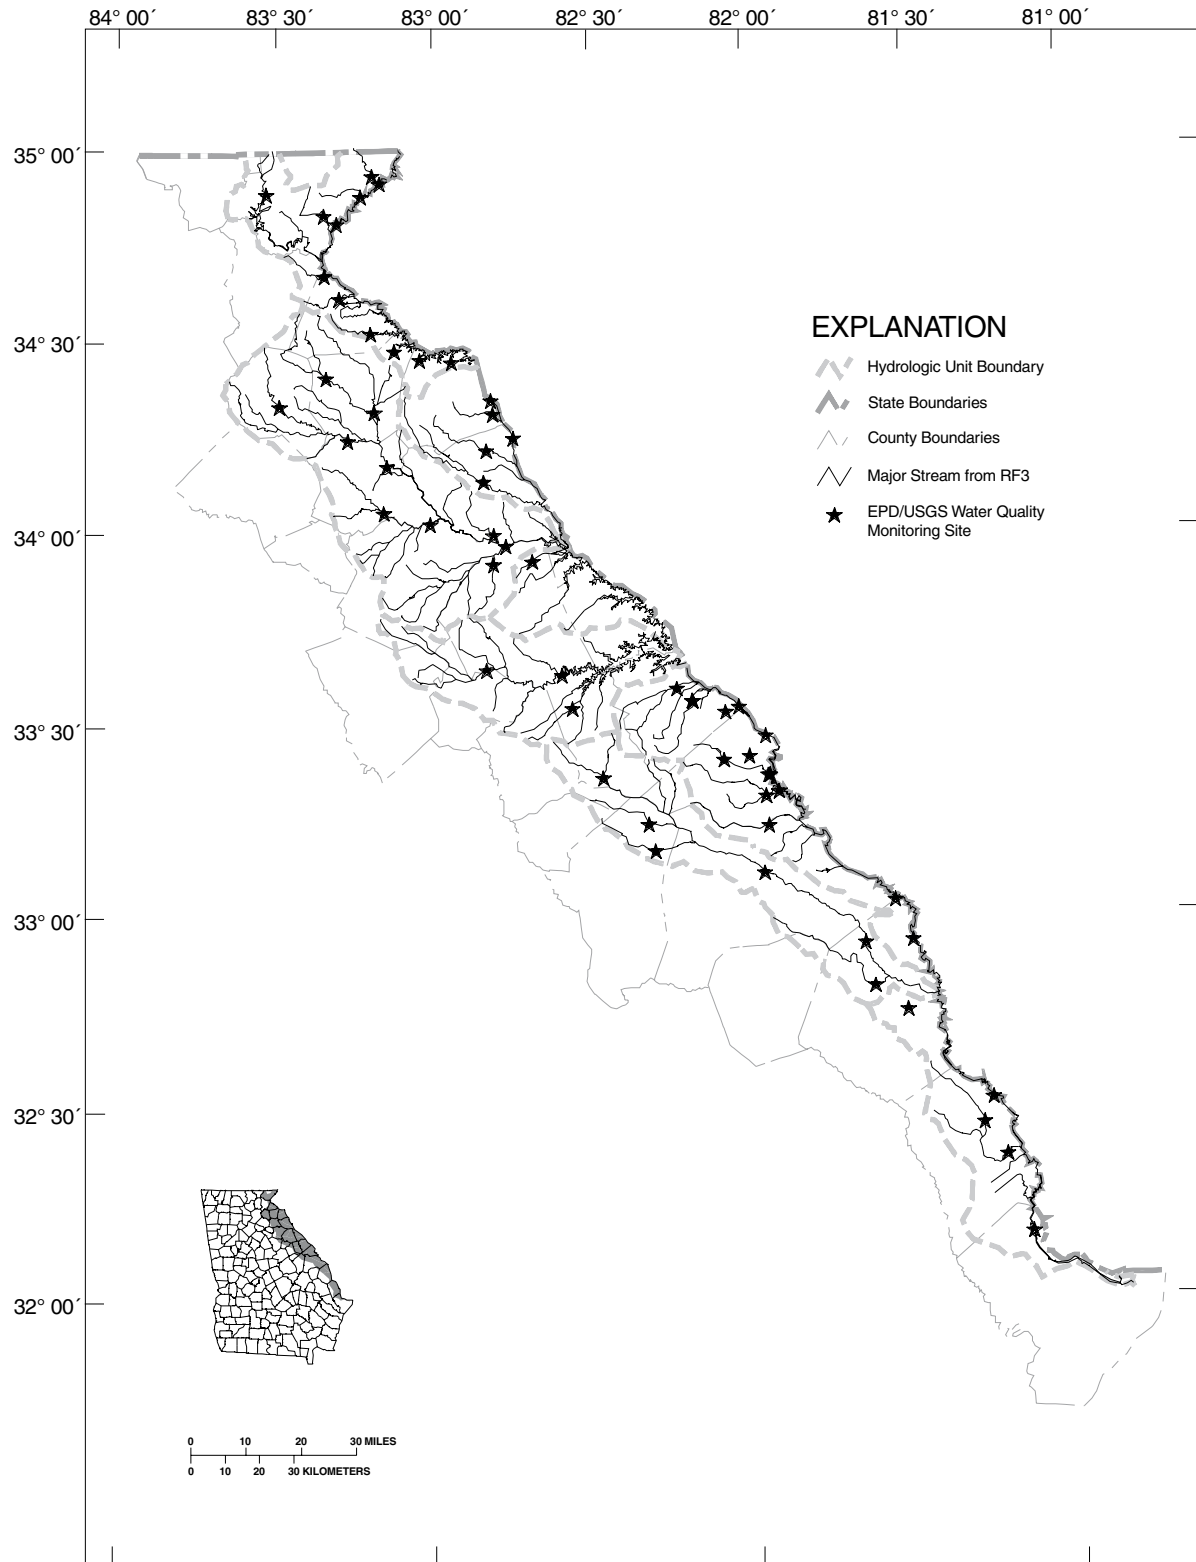 84° 00´ 83° 30´ 83° 00´ 82° 30´ 82° 00´ 81° 30´ 81° 00´
35° 00´
34° 30´
34° 00´
33° 30´
33° 00´
32° 30´
32° 00´
EXPLANATION
Hydrologic Unit Boundary
State Boundaries
County Boundaries
Major Stream from RF3
EPD/USGS Water Quality
Monitoring Site
0 10 20 30 MILES
0 10 20 30 KILOMETERS